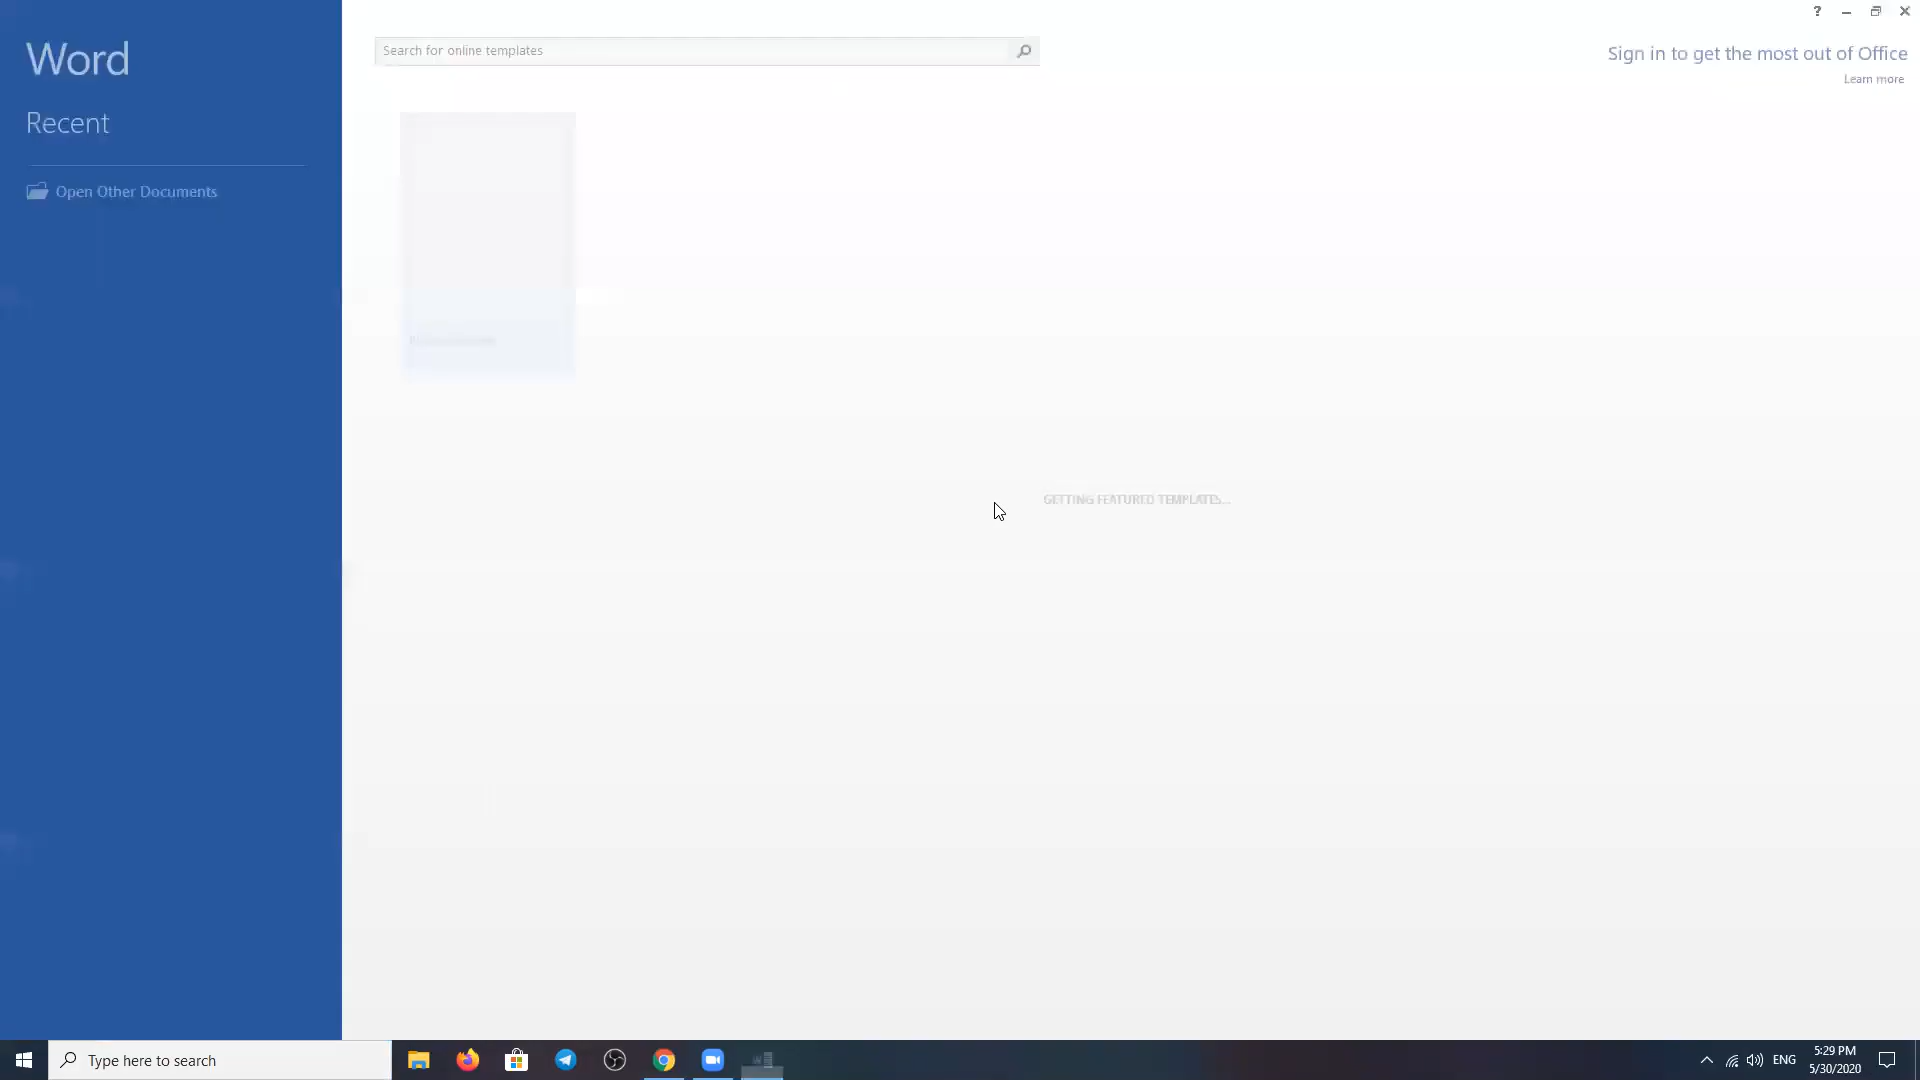 ?
Word
Search for online templates
Sign in to get the most out of Office
Learn more
Recent
Open Other Documents
GETTING FEATURED TEMPLATES...
Type here to search
ENG
5:29 PM
5/30/2020